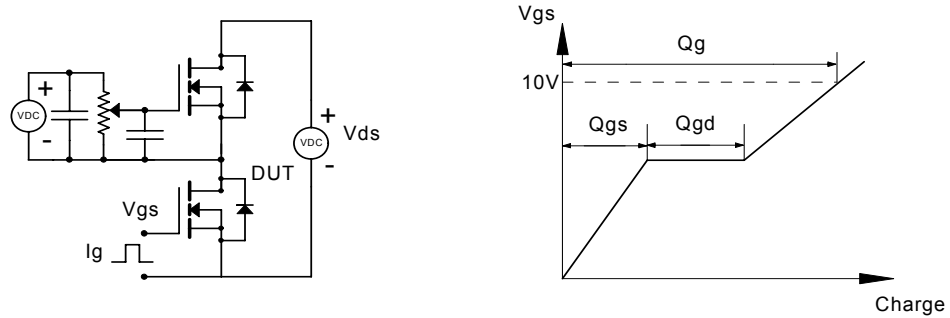 +
VDC
-
+
VDC
-
Vds
DUT
Vgs
Ig
Vgs
Qg
10V
Qgs
Qgd
Charge